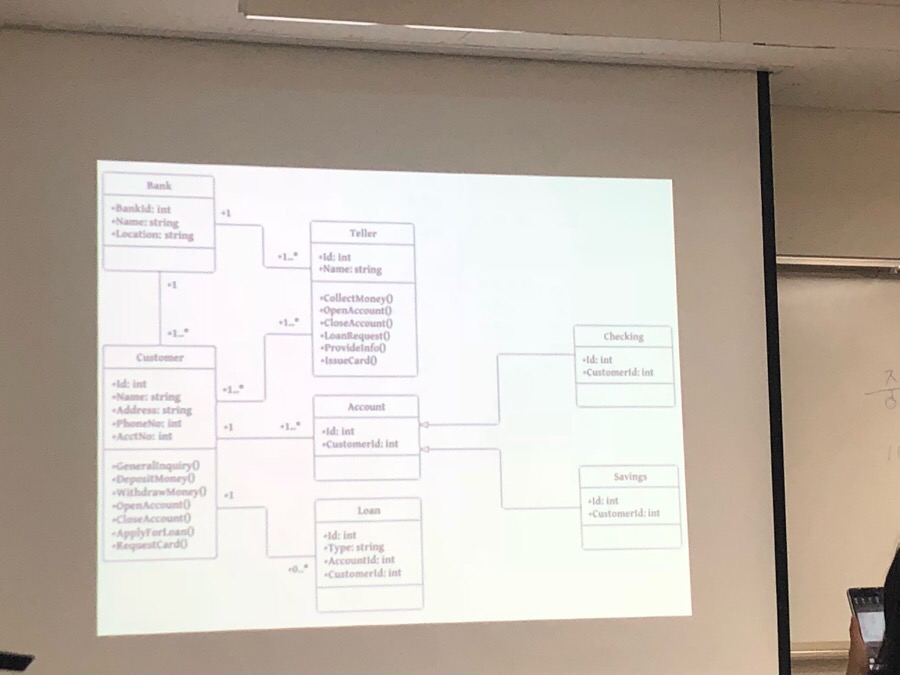 Bank
+BankId: int
+Name: string
+Location: string
+1
+1..*
+1
+1..*
Teller
+Id: int
+Name: string
+CollectMoney()
+OpenAccount()
+CloseAccount()
+LoanRequest()
+ProvideInfo()
+IssueCard()
+1..*
+1..*
Customer
+Id: int
+Name: string
+Address: string
+PhoneNo: int
+AcctNo: int
+GeneralInquiry()
+DepositMoney()
+WithdrawMoney()
+OpenAccount()
+CloseAccount()
+ApplyForLoan()
+RequestCard()
+1
+1..*
Account
+Id: int
+CustomerId: int
+1
+0..*
Loan
+Id: int
+Type: string
+AccountId: int
+CustomerId: int
Checking
+Id: int
+CustomerId: int
Savings
+Id: int
+CustomerId: int